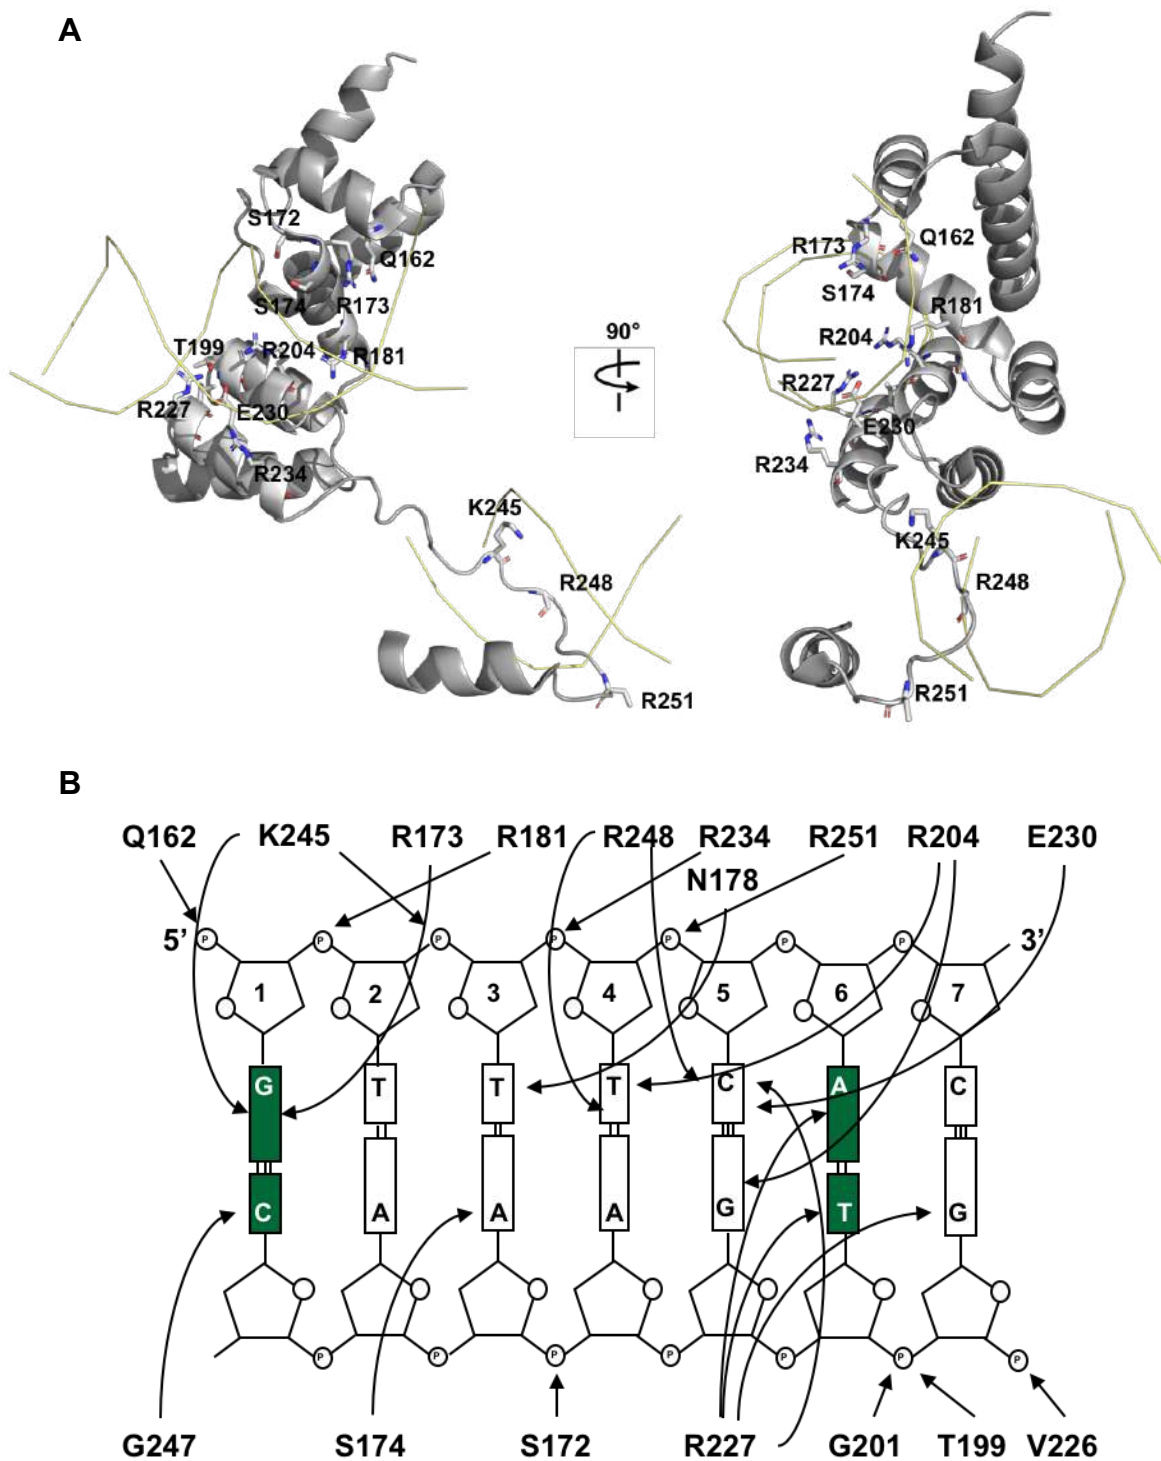 A
S172
Q162
S174 R173
T199 R204 R181
R227 E230
R234
K245
R248
R251
90°
R173 Q162
S174
R181
R204
R227
E230
R234
K245
R248
R251
B
Q162 K245 R173 R181 R248 R234 R251 R204 E230
N178
5’ P P P P P P P 3’
1 2 3 4 5 6 7
G T T T C A C
C A A A G T G
P P P P P P P
G247 S174 S172 R227 G201 T199 V226